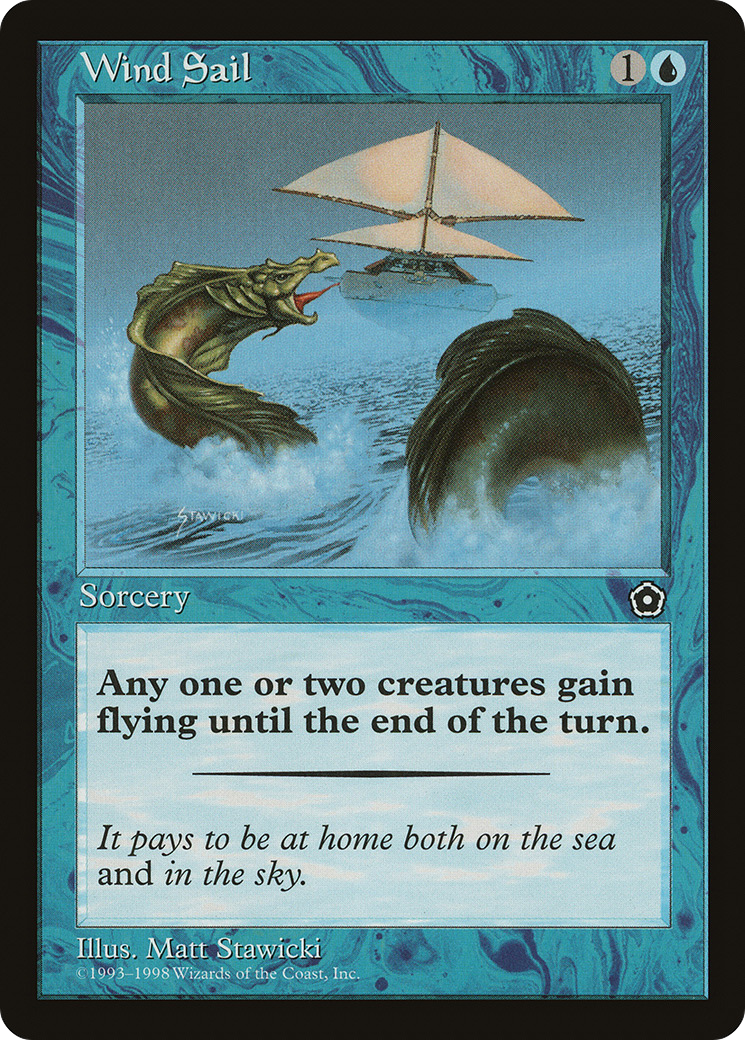 Wind Sail 1
STAWICKI
Sorcery
Any one or two creatures gain
flying until the end of the turn.
It pays to be at home both on the sea
and in the sky.
Illus. Matt Stawicki
©1993–1998 Wizards of the Coast, Inc.